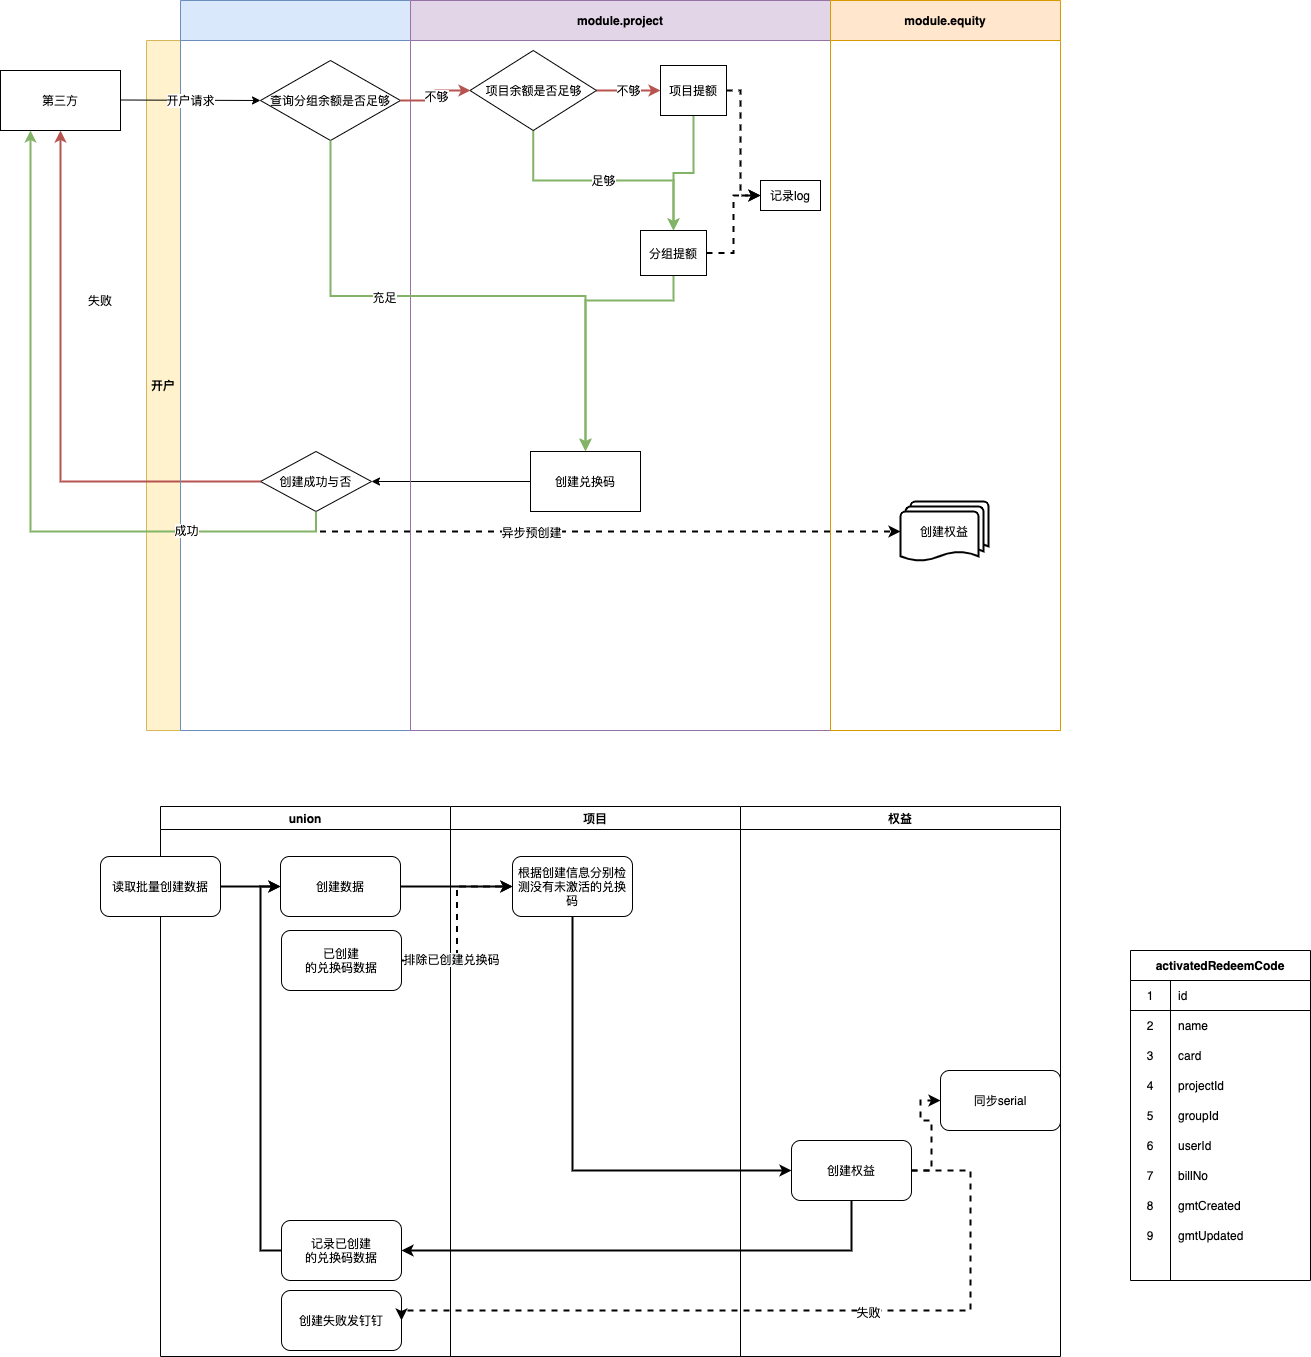 module.project
module.equity
第三方
开户请求
查询分组余额是否足够
不够
项目余额是否足够
不够
项目提额
足够
记录log
分组提额
失败
充足
开户
创建成功与否
创建兑换码
成功
异步预创建
创建权益
union
项目
权益
读取批量创建数据
创建数据
根据创建信息分别检
测没有未激活的兑换
码
已创建
的兑换码数据
排除已创建兑换码
同步serial
创建权益
记录已创建
的兑换码数据
创建失败发钉钉
失败
activatedRedeemCode
1 id
2 name
3 card
4 projectId
5 groupId
6 userId
7 billNo
8 gmtCreated
9 gmtUpdated